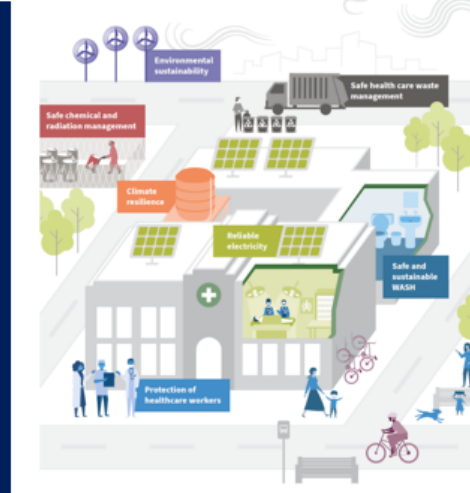 Environmental
sustainability
Safe health care waste
management
Safe chemical and
radiation management
Climate
resilience
Reliable
electricity
Safe and
sustainable
WASH
Protection of
healthcare workers